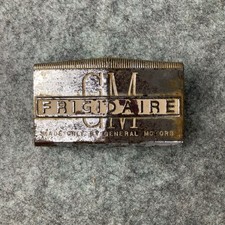 GM
FRIGIDAIRE
MADE ONLY BY GENERAL MOTORS